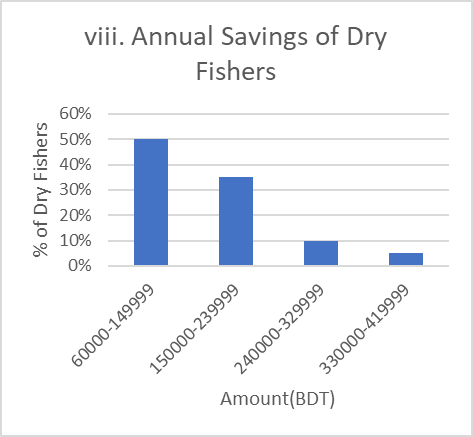 viii. Annual Savings of Dry
Fishers
% of Dry Fishers
60%
50%
40%
30%
20%
10%
0%
60000-149999
150000-239999
240000-329999
330000-419999
Amount(BDT)